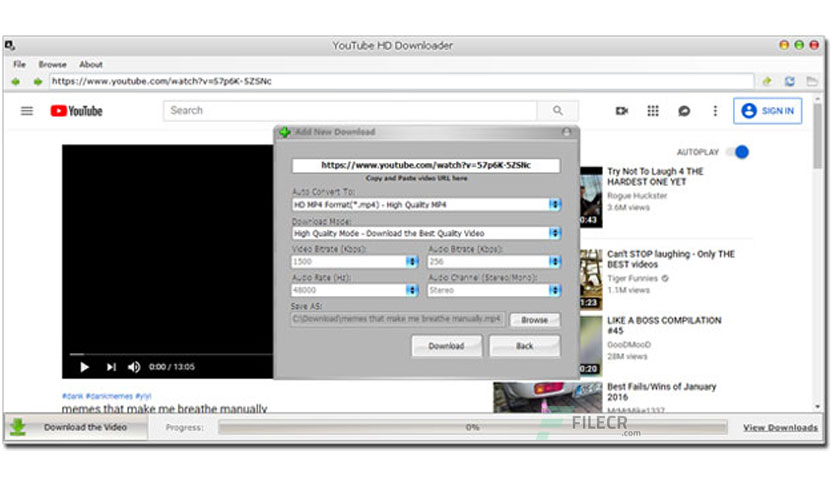 YouTube HD Downloader
File Browse About
https://www.youtube.com/watch?v=57p6K-5ZSNc
YouTube
Search
SIGN IN
AUTOPLAY
Add New Download
https://www.youtube.com/watch?v=57p6K-5ZSNc
Copy and Paste video URL here
Auto Convert To:
HD MP4 Format(*.mp4) - High Quality MP4
Download Mode:
High Quality Mode - Download the Best Quality Video
Video Bitrate (Kbps): Audio Bitrate (Kbps):
1500 256
Audio Rate (Hz): Audio Channel (Stereo/Mono):
48000 Stereo
Save AS:
C:\Download\memes that make me breathe manually.mp4
Browse
Download Back
0:00 / 13:05
#dank #dankmemes #yiyi
memes that make me breathe manually
Try Not To Laugh 4 THE
HARDEST ONE YET
Rogue Huckster
3.6M views
0:43
Can't STOP laughing - Only THE
BEST videos
Tiger Funnies
1.1M views
1:23
LIKE A BOSS COMPILATION
#45
GooDMooD
28M views
0:20
Best Fails/Wins of January
2016
MrMrMike1337
Download the Video Progress: 0% View Downloads
FILECR
.com